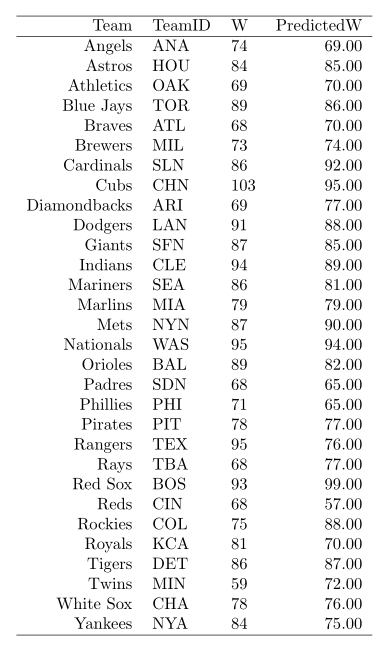 Team TeamID W PredictedW
Angels ANA 74 69.00
Astros HOU 84 85.00
Athletics OAK 69 70.00
Blue Jays TOR 89 86.00
Braves ATL 68 70.00
Brewers MIL 73 74.00
Cardinals SLN 86 92.00
Cubs CHN 103 95.00
Diamondbacks ARI 69 77.00
Dodgers LAN 91 88.00
Giants SFN 87 85.00
Indians CLE 94 89.00
Mariners SEA 86 81.00
Marlins MIA 79 79.00
Mets NYN 87 90.00
Nationals WAS 95 94.00
Orioles BAL 89 82.00
Padres SDN 68 65.00
Phillies PHI 71 65.00
Pirates PIT 78 77.00
Rangers TEX 95 76.00
Rays TBA 68 77.00
Red Sox BOS 93 99.00
Reds CIN 68 57.00
Rockies COL 75 88.00
Royals KCA 81 70.00
Tigers DET 86 87.00
Twins MIN 59 72.00
White Sox CHA 78 76.00
Yankees NYA 84 75.00